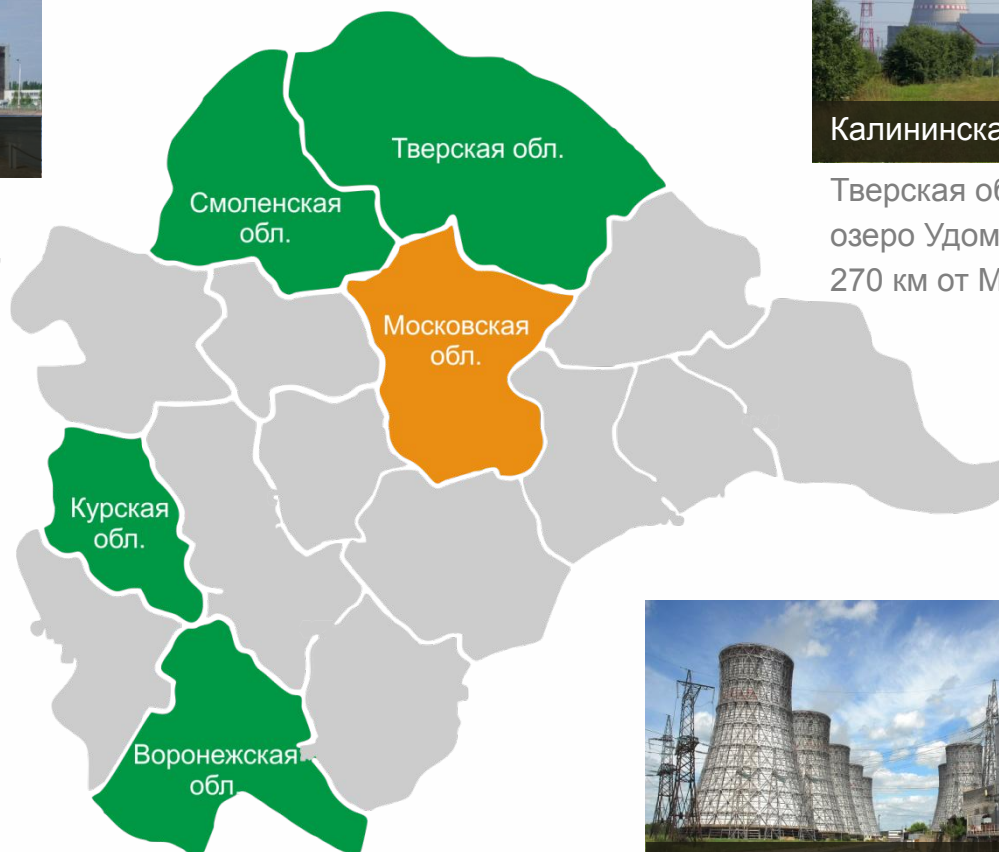 Калининска
Тверская об
озеро Удом
270 км от М
Тверская обл.
Смоленская
обл.
Московская
обл.
Курская
обл.
Воронежская
обл.